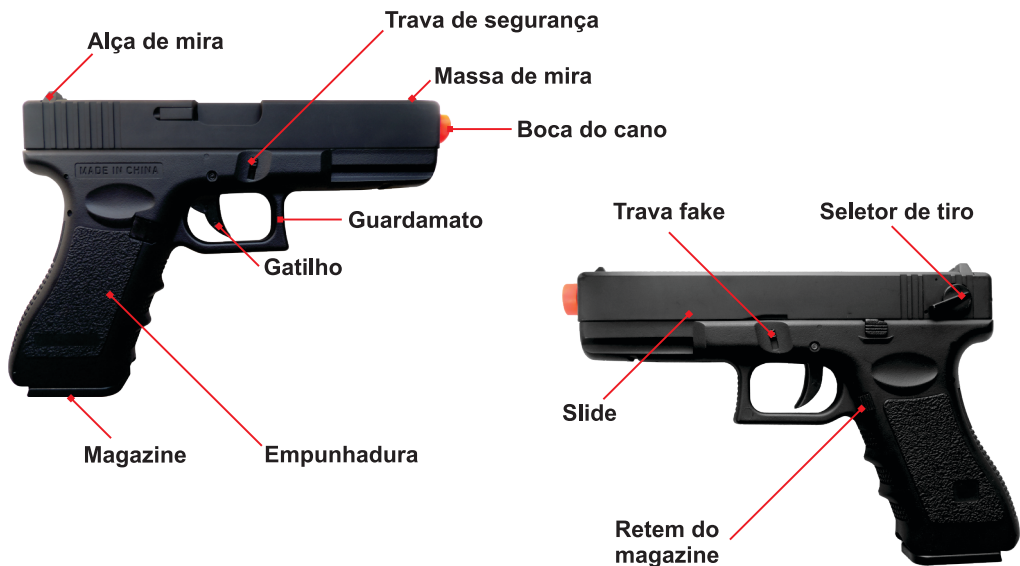 Trava de segurança
Alça de mira
Massa de mira
Boca do cano
MADE IN CHINA
Guardamato
Gatilho
Magazine
Empunhadura
Trava fake
Seletor de tiro
Slide
Retem do
magazine